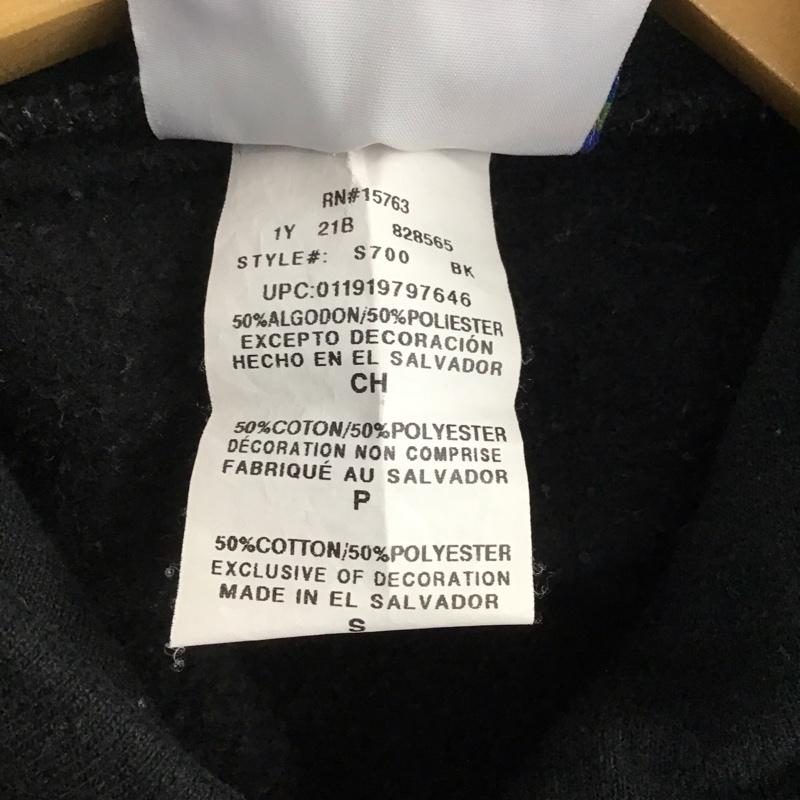 RN#15763
1Y 21B 828565
STYLE#: S700 BK
UPC:011919797646
50%ALGODON/50%POLIESTER
EXCEPTO DECORACIÓN
HECHO EN EL SALVADOR
CH
50%COTON/50%POLYESTER
DÉCORATION NON COMPRISE
FABRIQUÉ AU SALVADOR
P
50%COTTON/50%POLYESTER
EXCLUSIVE OF DECORATION
MADE IN EL SALVADOR
S